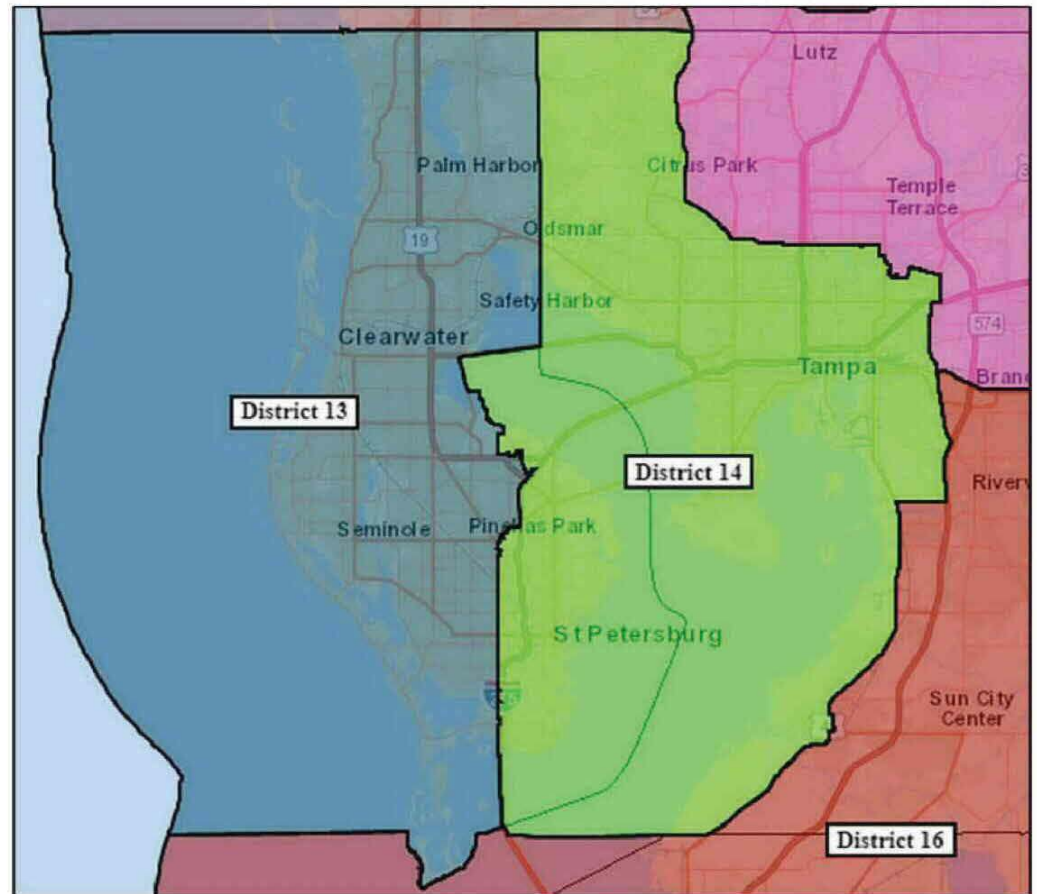 Lutz
Palm Harbor
Citrus Park
Temple
Terrace
19
Oldsmar
Safety Harbor
574
Clearwater
Tampa
District 13
District 14
Seminole
Pinellas Park
St Petersburg
Sun City
Center
District 16